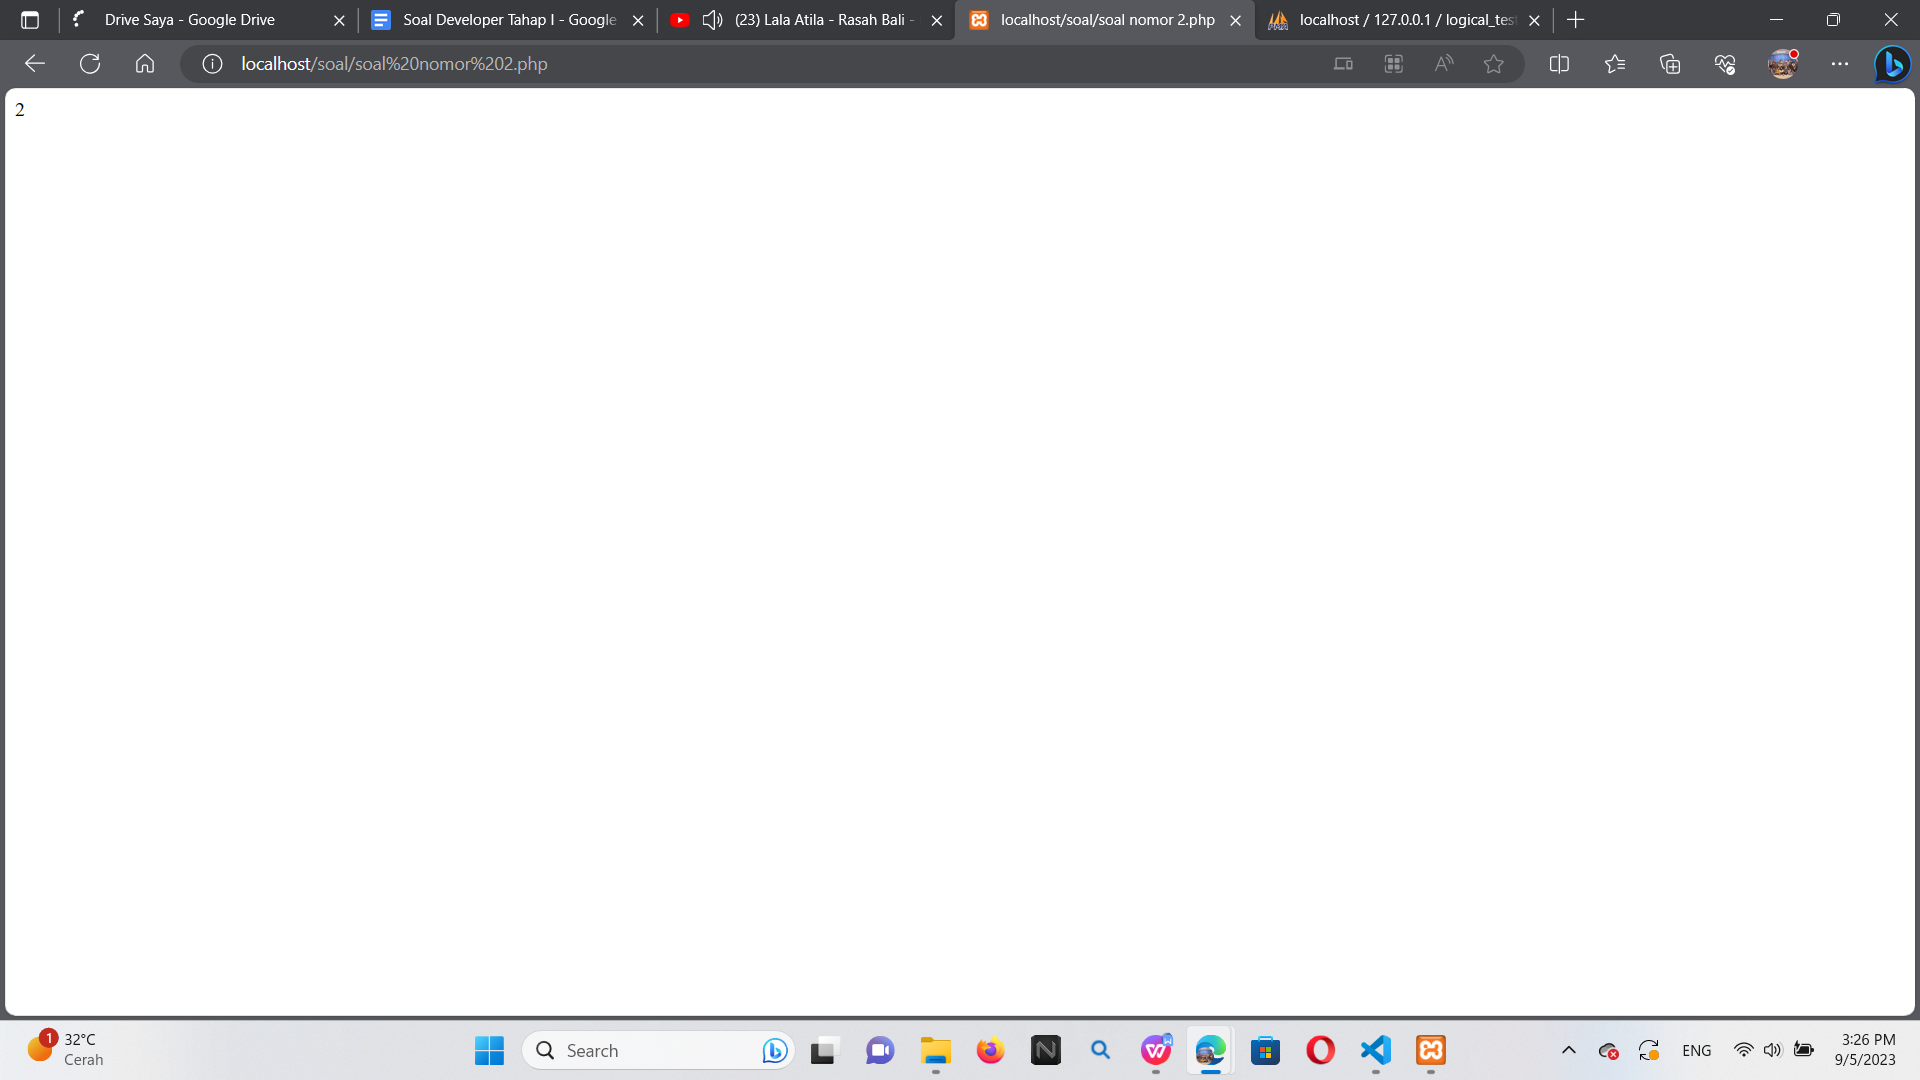 Drive Saya - Google Drive
Soal Developer Tahap I - Google
(23) Lala Atila - Rasah Bali -
localhost/soal/soal nomor 2.php
localhost / 127.0.0.1 / logical_tes
localhost/soal/soal%20nomor%202.php
2
1
32°C
Cerah
Search
ENG
3:26 PM
9/5/2023